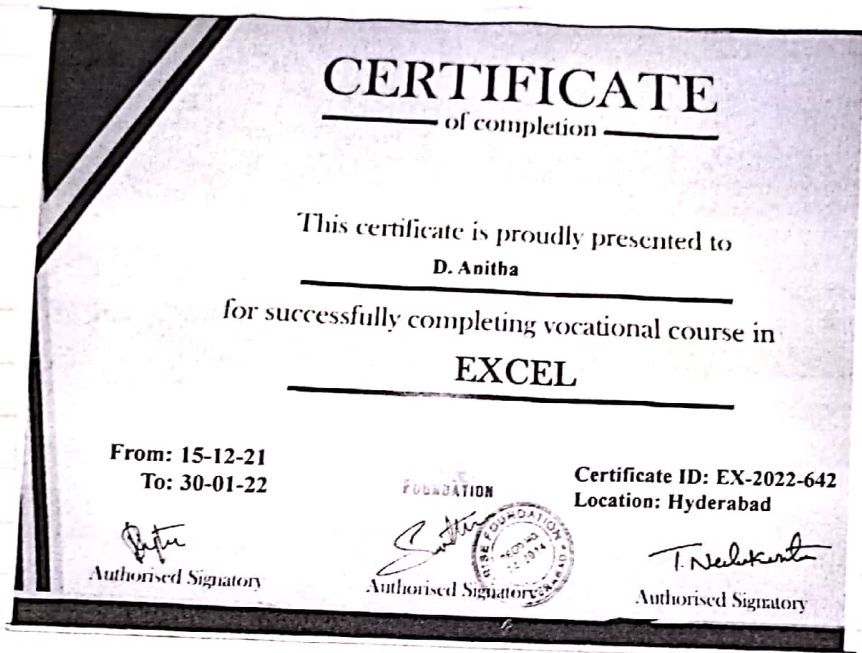 CERTIFICATE
of completion
This certificate is proudly presented to
D. Anitha
for successfully completing vocational course in
EXCEL
From: 15-12-21
To: 30-01-22
Certificate ID: EX-2022-642
Location: Hyderabad
FOUNDATION
FOUNDATION
Authorised Signatory
Authorised Signatory
Authorised Signatory